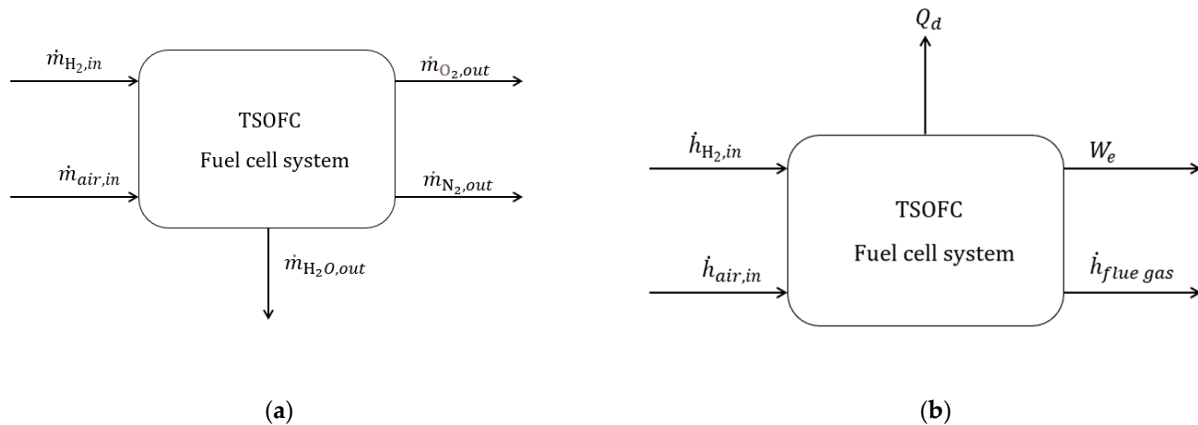 ṁH₂,in
ṁO₂,out
TSOFC
Fuel cell system
ṁair,in
ṁN₂,out
ṁH₂O,out
(a)
Qd
ḣH₂,in
We
TSOFC
Fuel cell system
ḣair,in
ḣflue gas
(b)